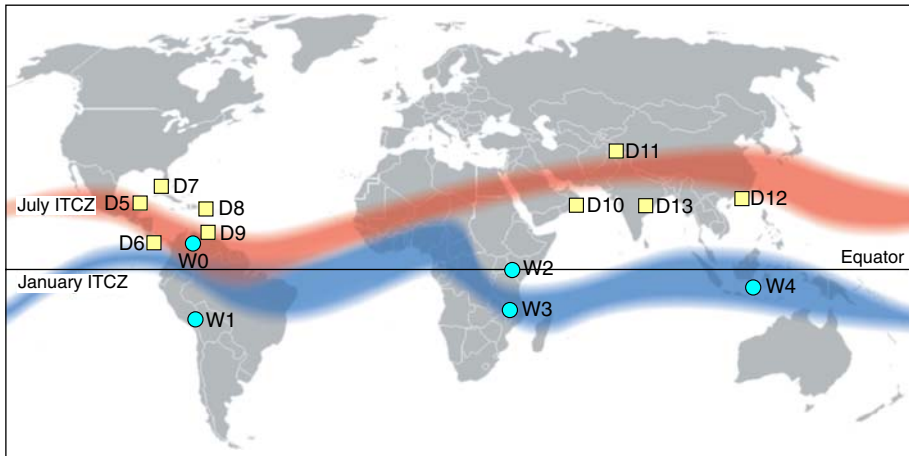 D11
D7
D5
D8
D10
D13
D12
July ITCZ
D9
D6
W0
Equator
January ITCZ
W2
W4
W3
W1